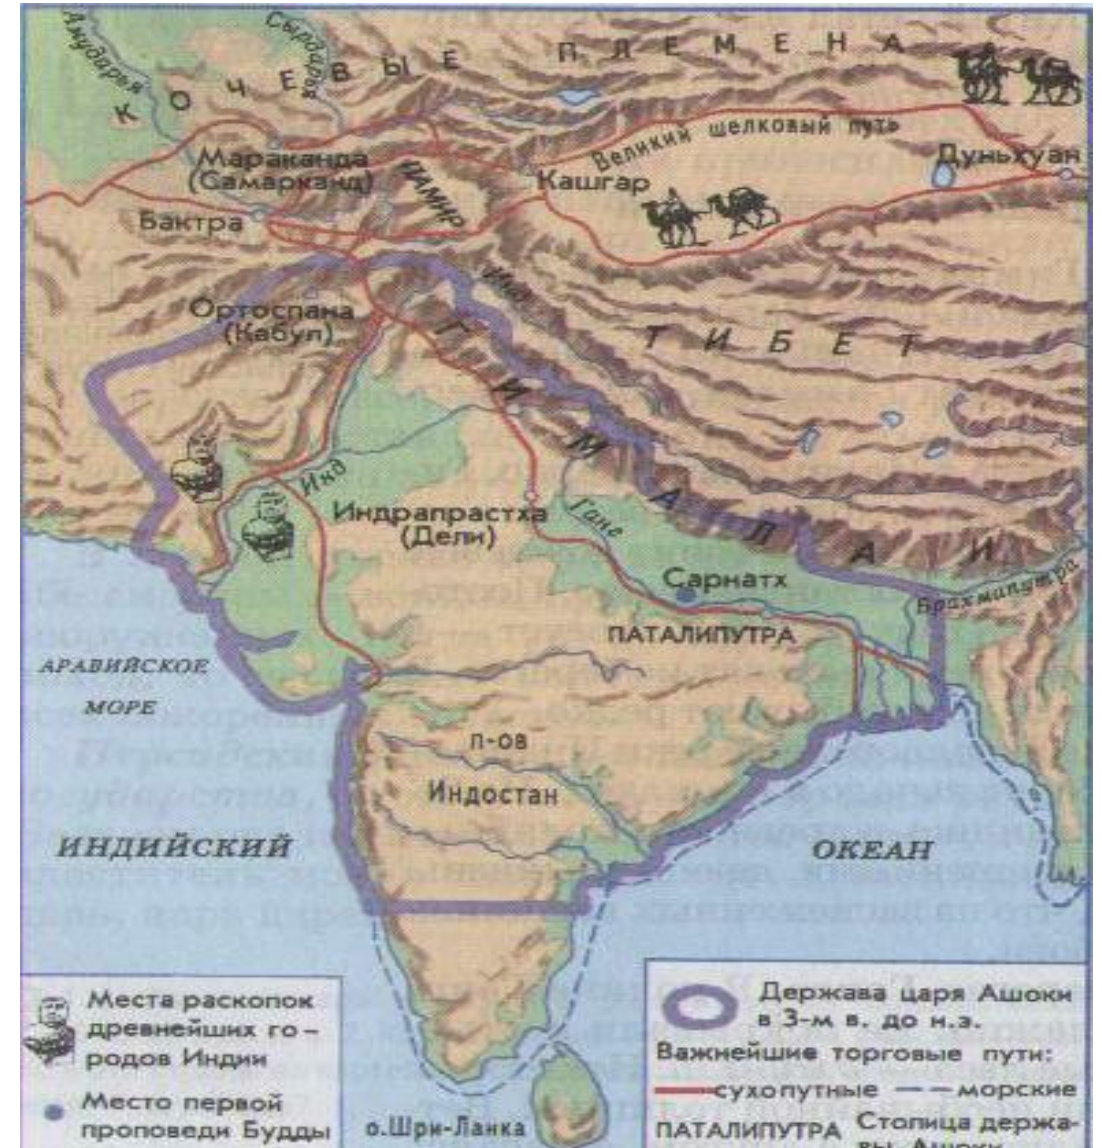 Амударья
Сырдарья
КОЧЕВЫЕ ПЛЕМЕНА
Великий шелковый путь
Мараканда
(Самарканд)
ПАМИР
Кашгар
Дуньхуан
Бактра
Инд
Ортоспана
(Кабул)
ТИБЕТ
ГИМАЛАИ
Инд
Индрапрастха
(Дели)
Ганг
Сарнатх
Брахмапутра
ПАТАЛИПУТРА
АРАВИЙСКОЕ
МОРЕ
п-ов
Индостан
ИНДИЙСКИЙ
ОКЕАН
Места раскопок
древнейших го-
родов Индии
Место первой
проповеди Будды
о.Шри-Ланка
Держава царя Ашоки
в 3-м в. до н.э.
Важнейшие торговые пути:
сухопутные морские
ПАТАЛИПУТРА Столица держа-
вы Ашоки